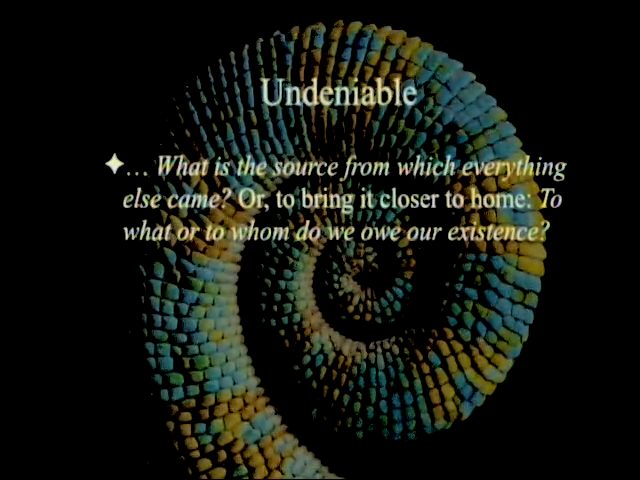 Undeniable
✦… What is the source from which everything
else came? Or, to bring it closer to home: To
what or to whom do we owe our existence?